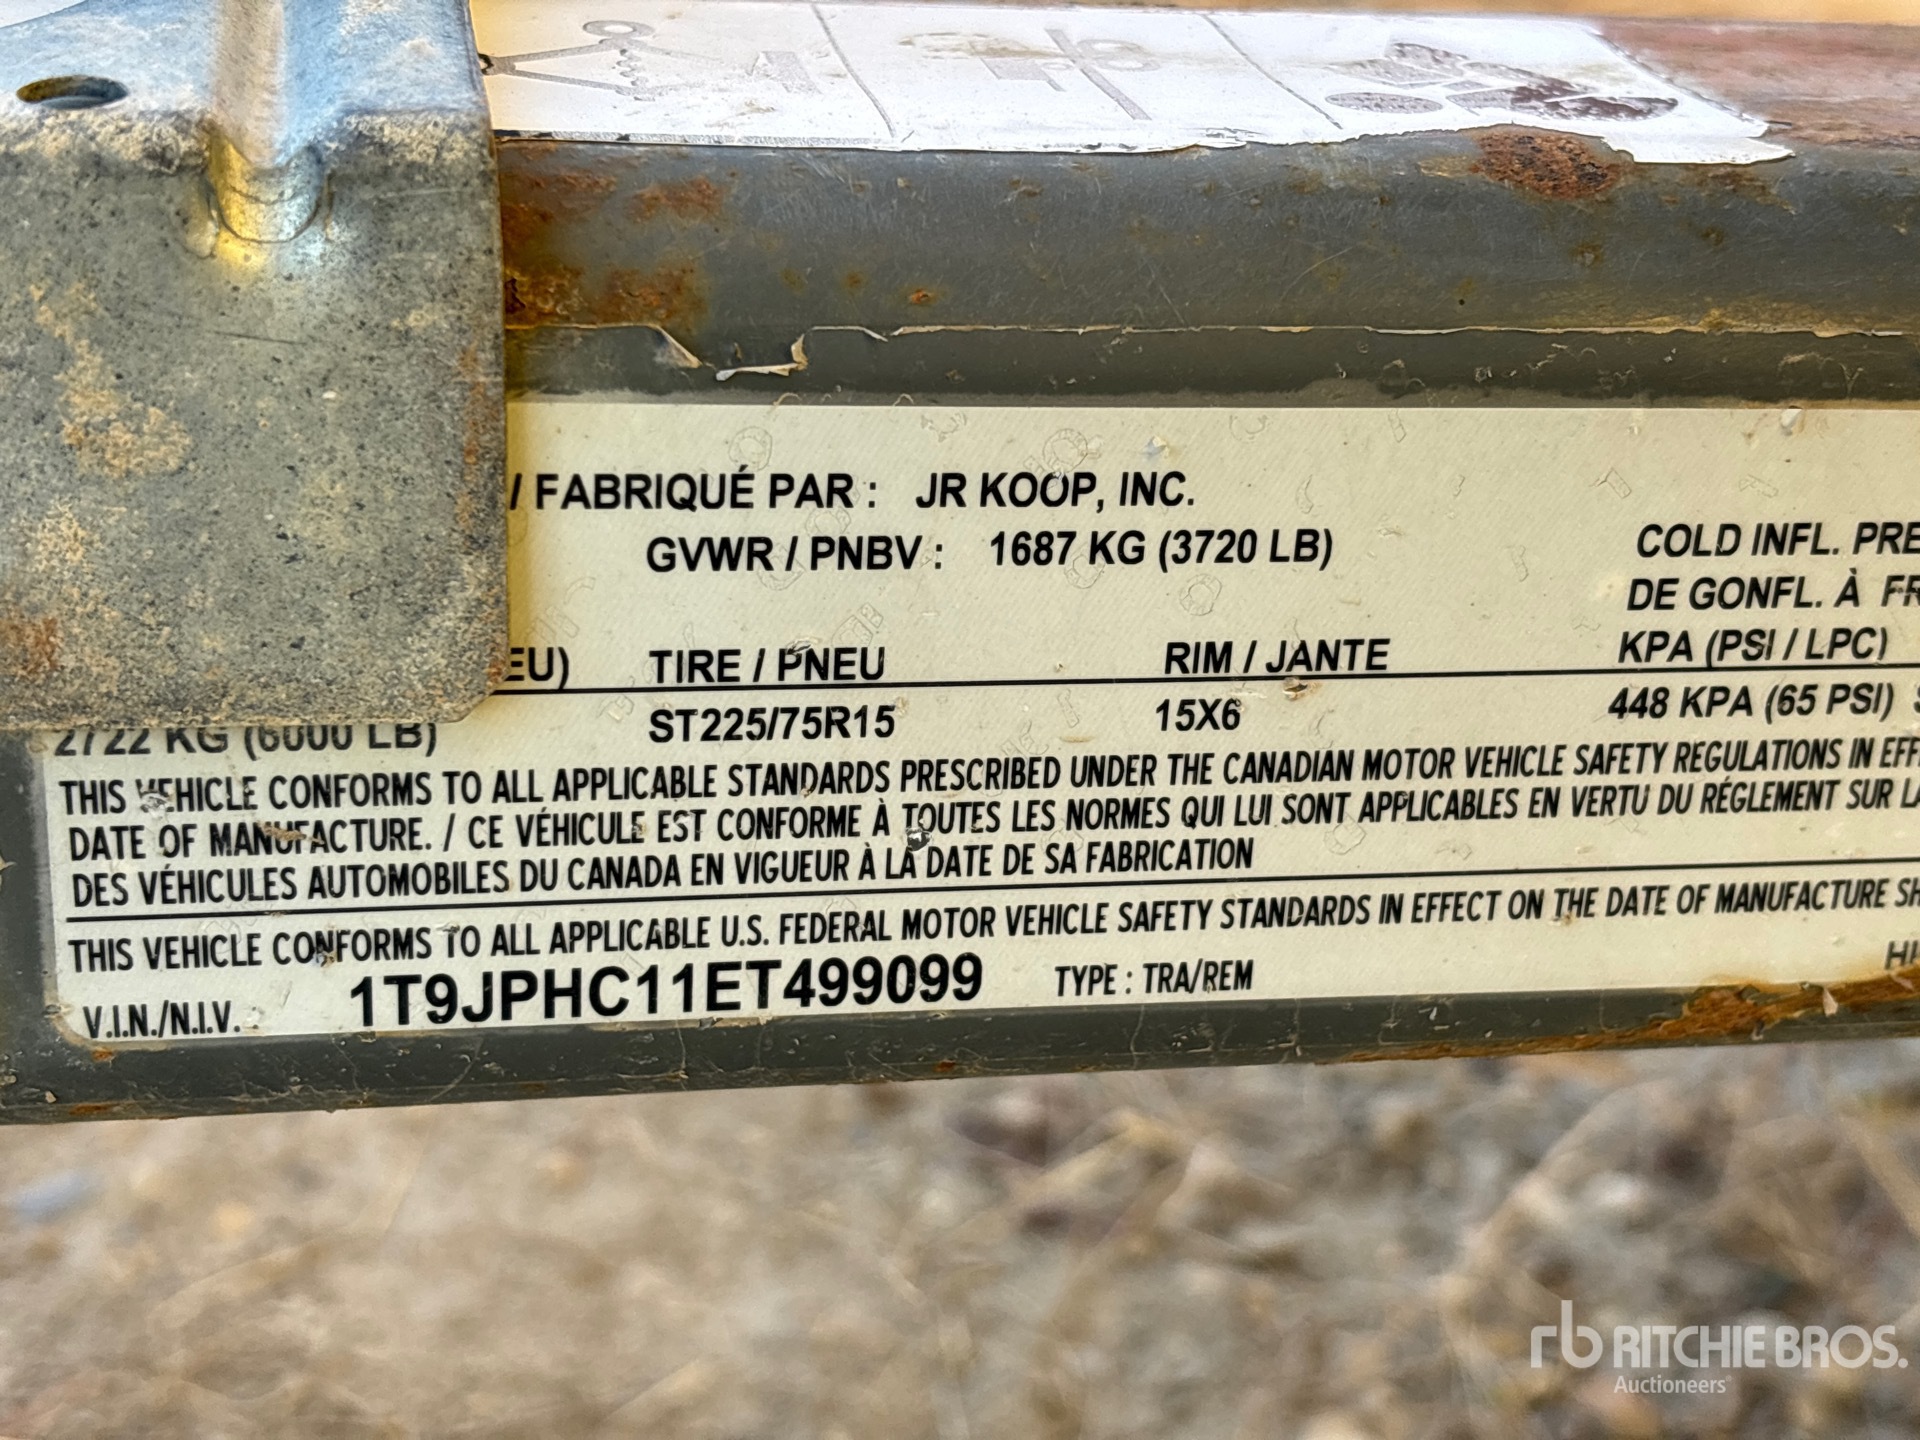 / FABRIQUÉ PAR : JR KOOP, INC.
GVWR / PNBV : 1687 KG (3720 LB)
COLD INFL. PRE
DE GONFL. À FR
EU) TIRE / PNEU RIM / JANTE KPA (PSI / LPC)
2722 KG (6000 LB) ST225/75R15 15X6 448 KPA (65 PSI) S
THIS VEHICLE CONFORMS TO ALL APPLICABLE STANDARDS PRESCRIBED UNDER THE CANADIAN MOTOR VEHICLE SAFETY REGULATIONS IN EFF
DATE OF MANUFACTURE. / CE VÉHICULE EST CONFORME À TOUTES LES NORMES QUI LUI SONT APPLICABLES EN VERTU DU RÉGLEMENT SUR LA
DES VÉHICULES AUTOMOBILES DU CANADA EN VIGUEUR À LA DATE DE SA FABRICATION
THIS VEHICLE CONFORMS TO ALL APPLICABLE U.S. FEDERAL MOTOR VEHICLE SAFETY STANDARDS IN EFFECT ON THE DATE OF MANUFACTURE SH
V.I.N./N.I.V. : 1T9JPHC11ET499099 TYPE : TRA/REM HI
rb RITCHIE BROS.
Auctioneers